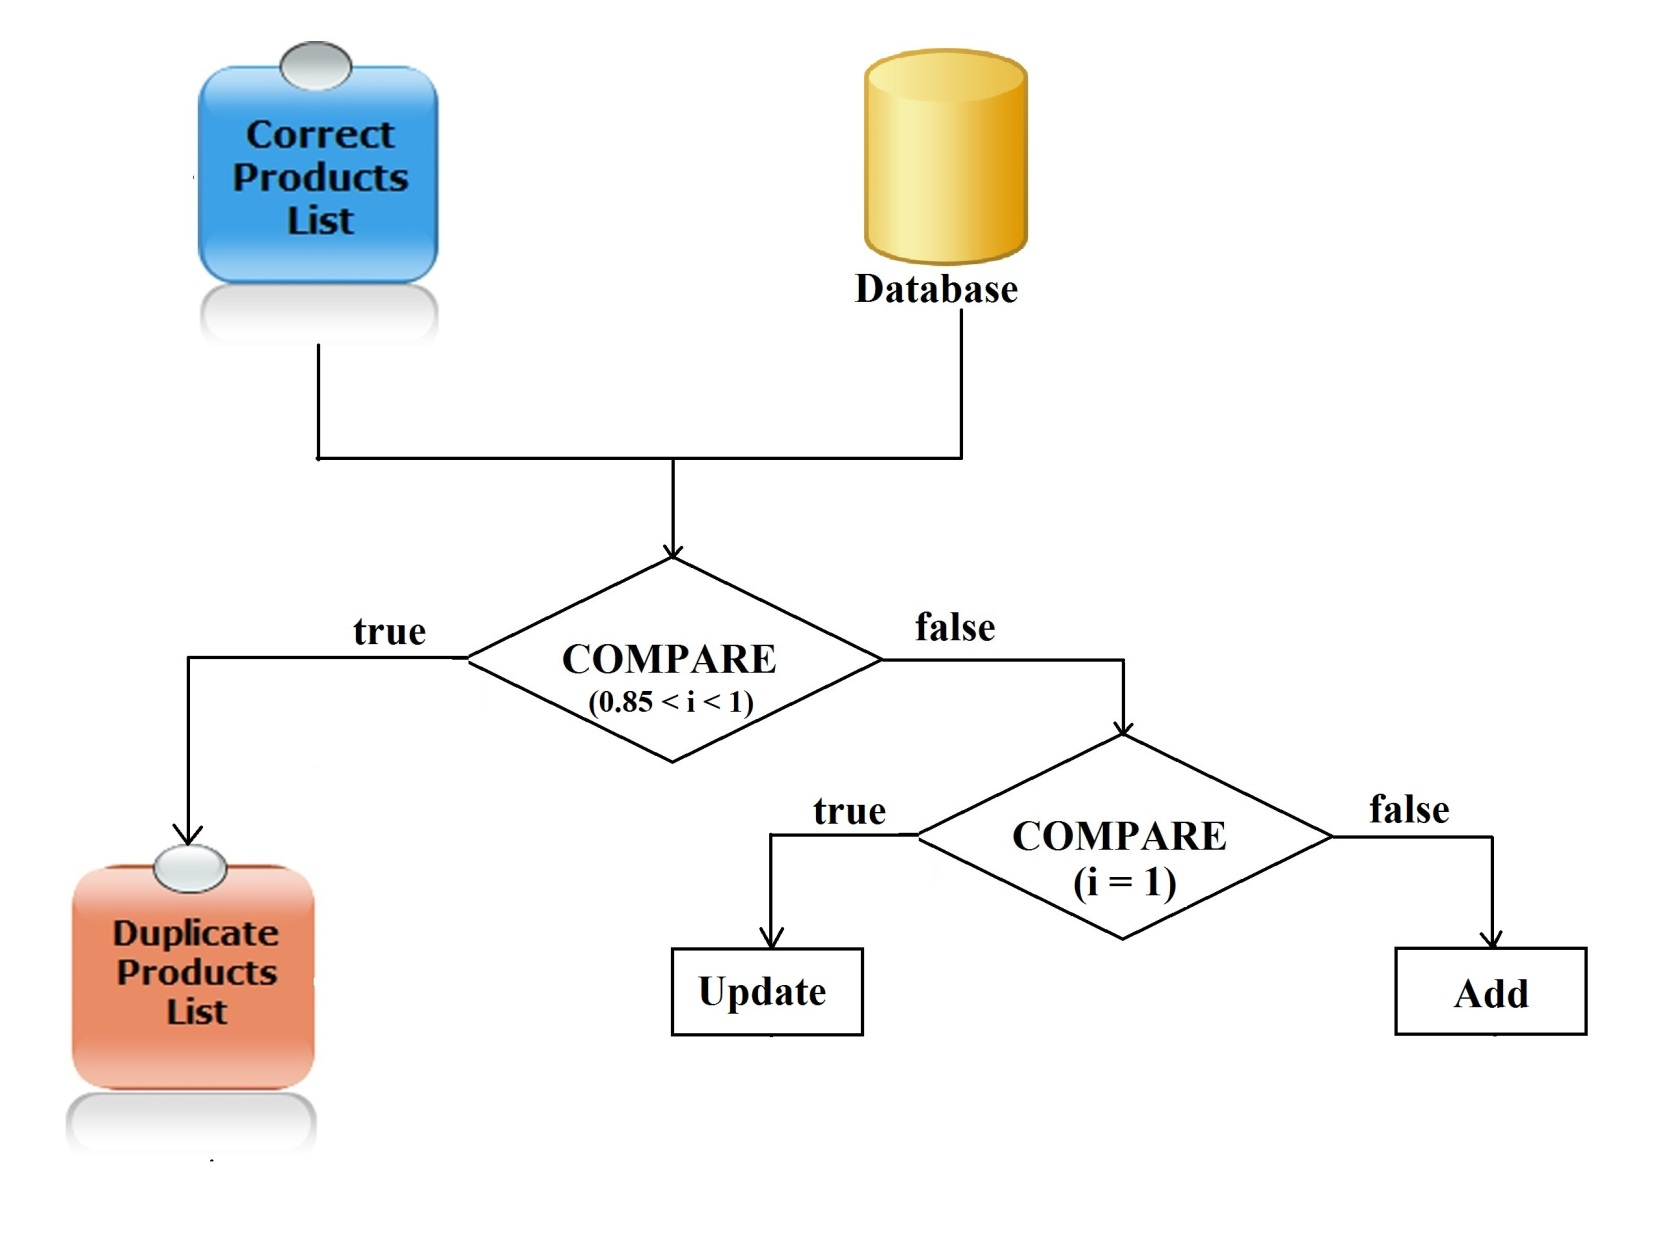 Correct
Products
List
Database
true
false
COMPARE
(0.85 < i < 1)
true
false
COMPARE
(i = 1)
Duplicate
Products
List
Update
Add